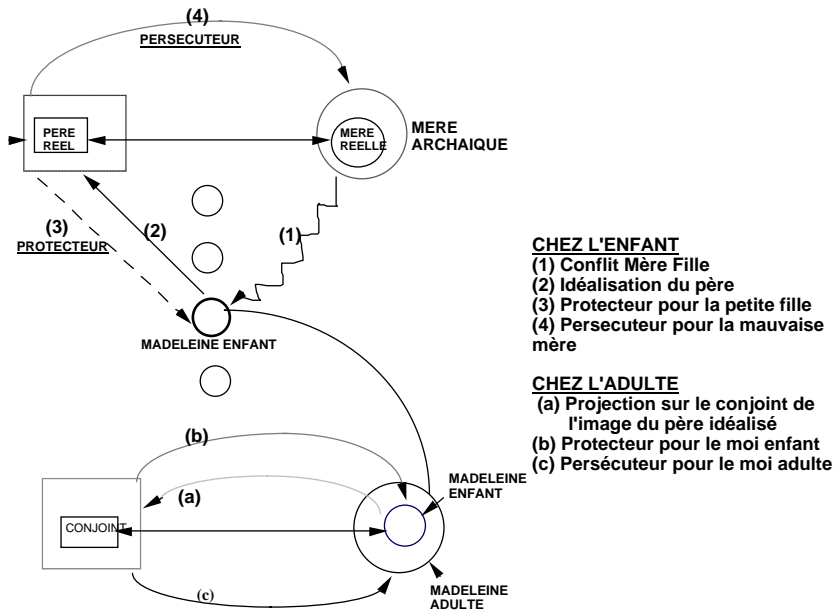 (4)
PERSECUTEUR
PERE
REEL
MERE
REELLE
MERE
ARCHAIQUE
(3)
PROTECTEUR
(2)
(1)
MADELEINE ENFANT
CHEZ L'ENFANT
(1) Conflit Mère Fille
(2) Idéalisation du père
(3) Protecteur pour la petite fille
(4) Persecuteur pour la mauvaise
mère
CHEZ L'ADULTE
(a) Projection sur le conjoint de
l'image du père idéalisé
(b) Protecteur pour le moi enfant
(c) Persécuteur pour le moi adulte
(b)
(a)
MADELEINE
ENFANT
CONJOINT
(c)
MADELEINE
ADULTE